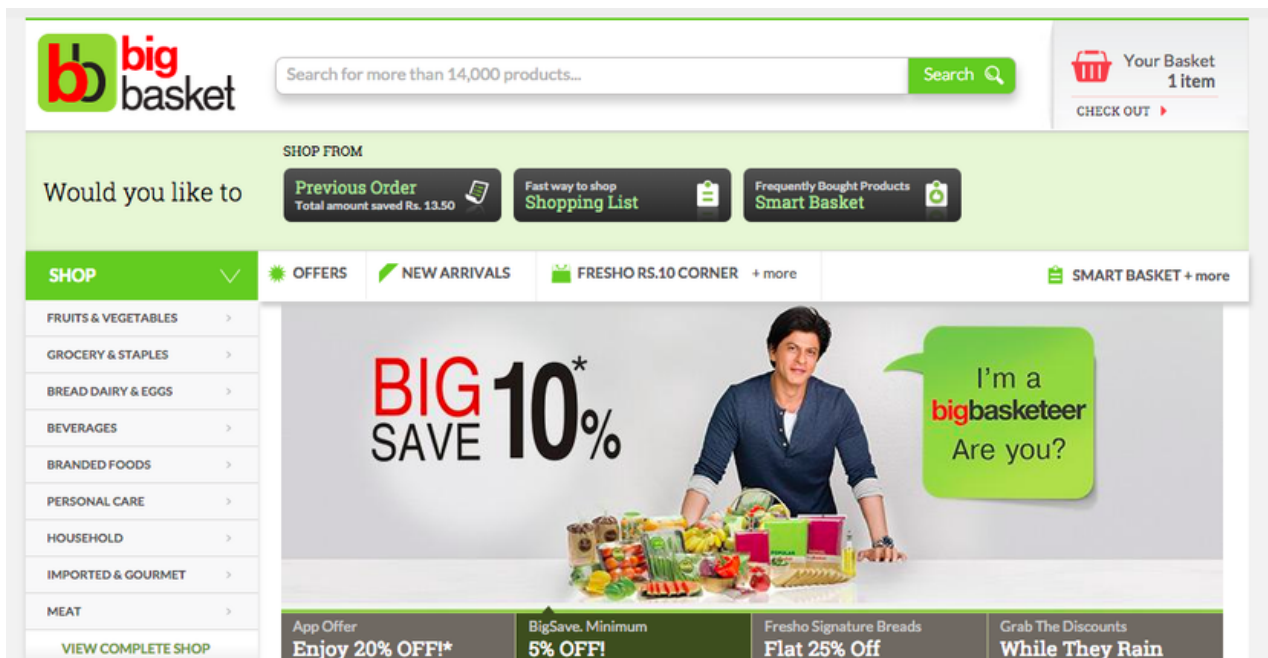 big
basket
Search for more than 14,000 products...
Search
Your Basket
1 item
CHECK OUT
Would you like to
SHOP FROM
Previous Order
Total amount saved Rs. 13.50
Fast way to shop
Shopping List
Frequently Bought Products
Smart Basket
SHOP
OFFERS
NEW ARRIVALS
FRESHO RS.10 CORNER + more
SMART BASKET + more
FRUITS & VEGETABLES
GROCERY & STAPLES
BREAD DAIRY & EGGS
BEVERAGES
BRANDED FOODS
PERSONAL CARE
HOUSEHOLD
IMPORTED & GOURMET
MEAT
VIEW COMPLETE SHOP
BIG
SAVE
10*%
I'm a
bigbasketeer
Are you?
App Offer
Enjoy 20% OFF!*
BigSave. Minimum
5% OFF!
Fresho Signature Breads
Flat 25% Off
Grab The Discounts
While They Rain